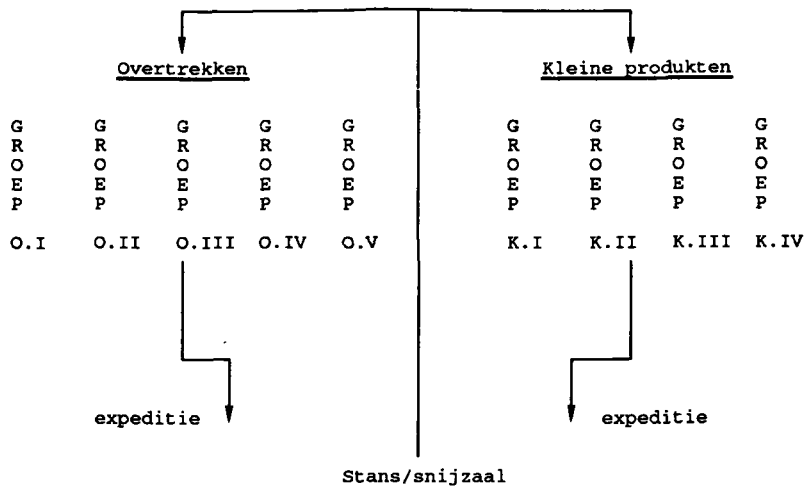 Overtrekken Kleine produkten
G G G G G G G G G
R R R R R R R R R
O O O O O O O O O
E E E E E E E E E
P P P P P P P P P
O.I O.II O.III O.IV O.V K.I K.II K.III K.IV
expeditie expeditie
Stans/snijzaal